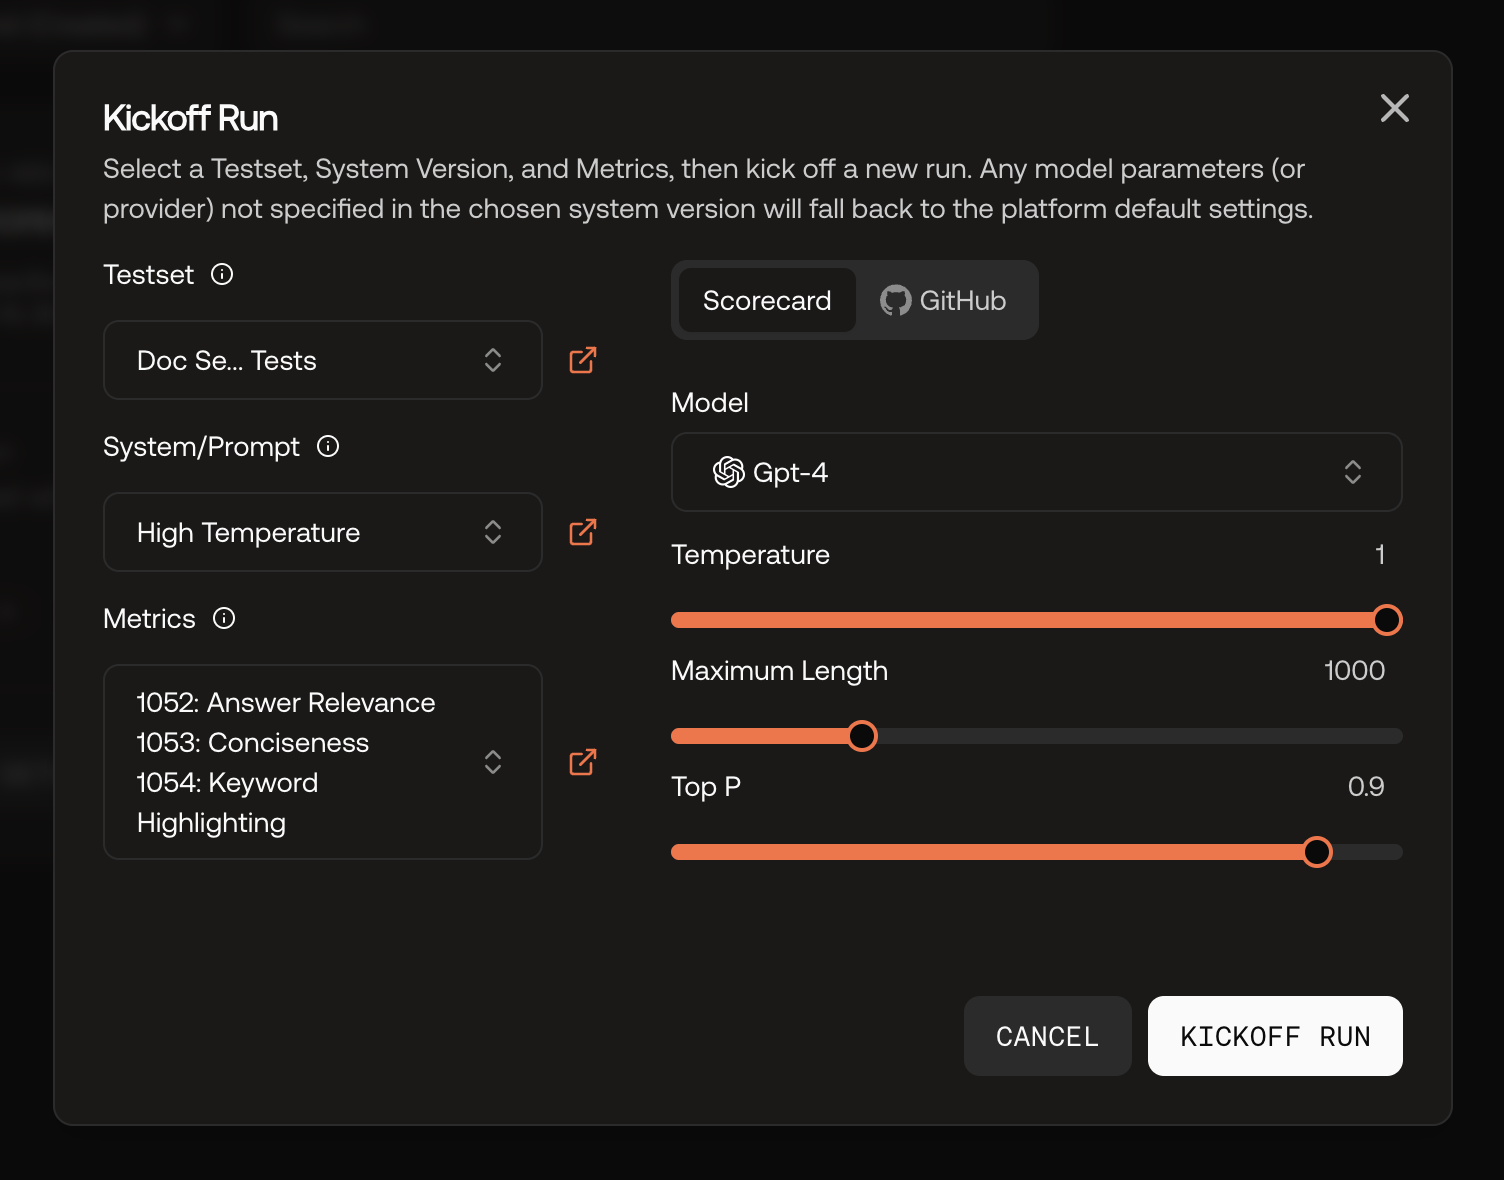 Kickoff Run
Select a Testset, System Version, and Metrics, then kick off a new run. Any model parameters (or
provider) not specified in the chosen system version will fall back to the platform default settings.
Testset
Doc Se... Tests
System/Prompt
High Temperature
Metrics
1052: Answer Relevance
1053: Conciseness
1054: Keyword
Highlighting
Scorecard
GitHub
Model
Gpt-4
Temperature
1
Maximum Length
1000
Top P
0.9
CANCEL
KICKOFF RUN